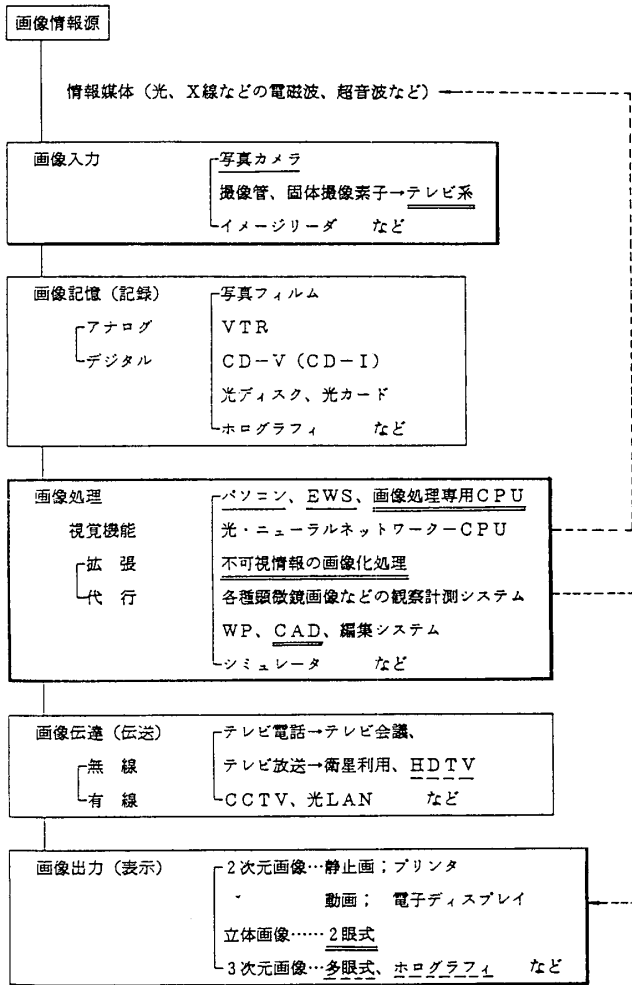 画像情報源
情報媒体（光、X線などの電磁波、超音波など）
画像入力
写真カメラ
撮像管、固体撮像素子→テレビ系
イメージリーダ　など
画像記憶（記録）
アナログ
デジタル
写真フィルム
VTR
CD－V（CD－I）
光ディスク、光カード
ホログラフィ　など
画像処理
視覚機能
拡　張
代　行
パソコン、EWS、画像処理専用CPU
光・ニューラルネットワーク－CPU
不可視情報の画像化処理
各種顕微鏡画像などの観察計測システム
WP、CAD、編集システム
シミュレータ　など
画像伝達（伝送）
無　線
有　線
テレビ電話→テレビ会議、
テレビ放送→衛星利用、HDTV
CCTV、光LAN　など
画像出力（表示）
2次元画像…静止画；プリンタ
動画；　電子ディスプレイ
立体画像……2眼式
3次元画像…多眼式、ホログラフィ　など